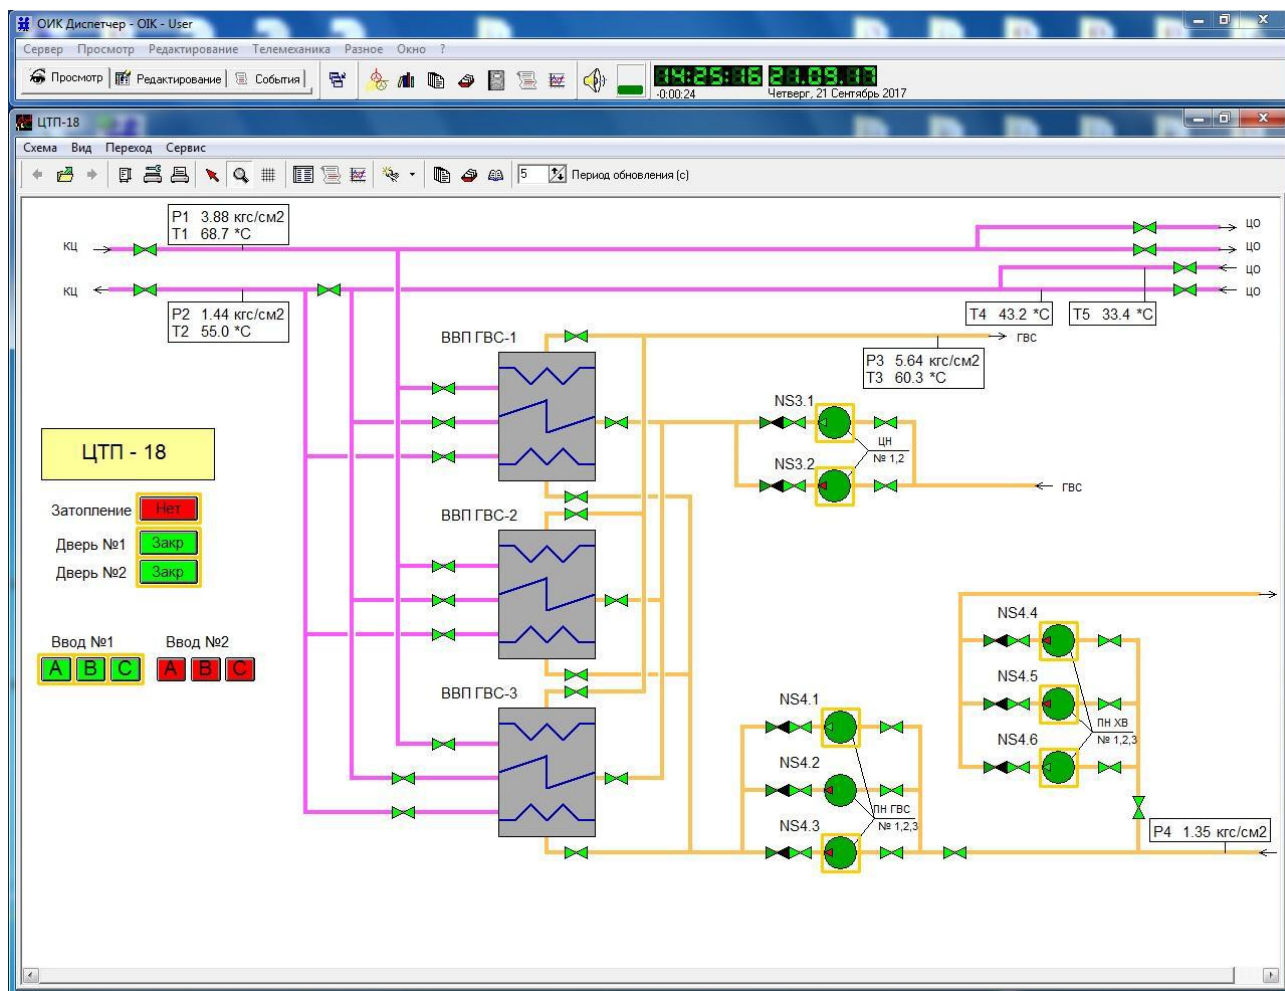 ОИК Диспетчер - OIK - User
Сервер Просмотр Редактирование Телемеханика Разное Окно ?
Просмотр Редактирование События
14:25:16 21.09.17
-0:00:24 Четверг, 21 Сентябрь 2017
ЦТП-18
Схема Вид Переход Сервис
5 Период обновления (с)
P1 3.88 кгс/см2
T1 68.7 *C
КЦ
ЦО
ЦО
ЦО
КЦ
ЦО
P2 1.44 кгс/см2
T2 55.0 *C
T4 43.2 *C
T5 33.4 *C
ВВП ГВС-1
ГВС
P3 5.64 кгс/см2
T3 60.3 *C
NS3.1
ЦН
№ 1,2
NS3.2
ГВС
ЦТП - 18
Затопление Нет
Дверь №1 Закр
Дверь №2 Закр
ВВП ГВС-2
Ввод №1 Ввод №2
A B C A B C
NS4.4
NS4.5
NS4.6
ПН ХВ
№ 1,2,3
ВВП ГВС-3
NS4.1
NS4.2
NS4.3
ПН ГВС
№ 1,2,3
P4 1.35 кгс/см2